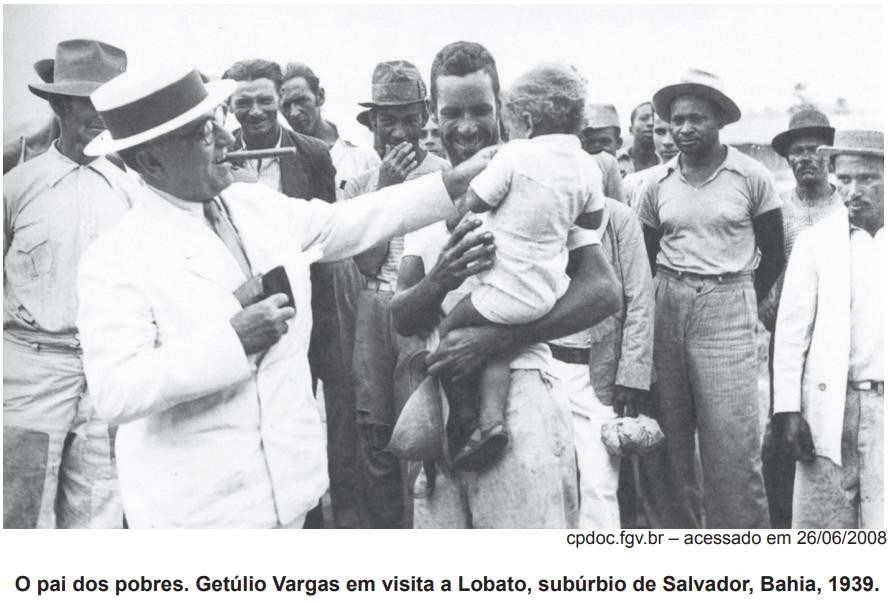 cpdoc.fgv.br – acessado em 26/06/2008
O pai dos pobres. Getúlio Vargas em visita a Lobato, subúrbio de Salvador, Bahia, 1939.